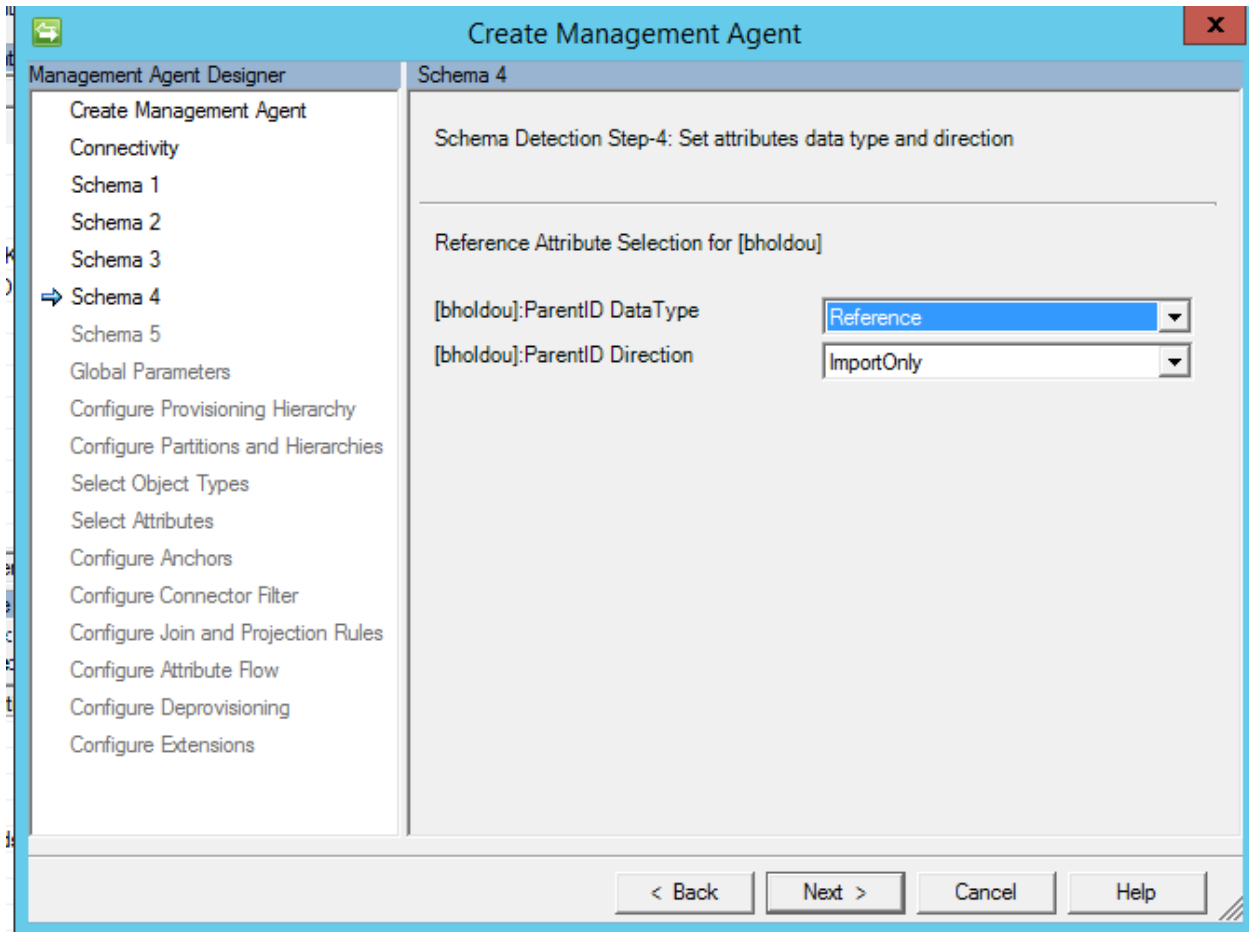 Create Management Agent
x
Management Agent Designer
Create Management Agent
Connectivity
Schema 1
Schema 2
Schema 3
Schema 4
Schema 5
Global Parameters
Configure Provisioning Hierarchy
Configure Partitions and Hierarchies
Select Object Types
Select Attributes
Configure Anchors
Configure Connector Filter
Configure Join and Projection Rules
Configure Attribute Flow
Configure Deprovisioning
Configure Extensions
Schema 4
Schema Detection Step-4: Set attributes data type and direction
Reference Attribute Selection for [bholdou]
[bholdou]:ParentID DataType Reference
[bholdou]:ParentID Direction ImportOnly
< Back Next > Cancel Help